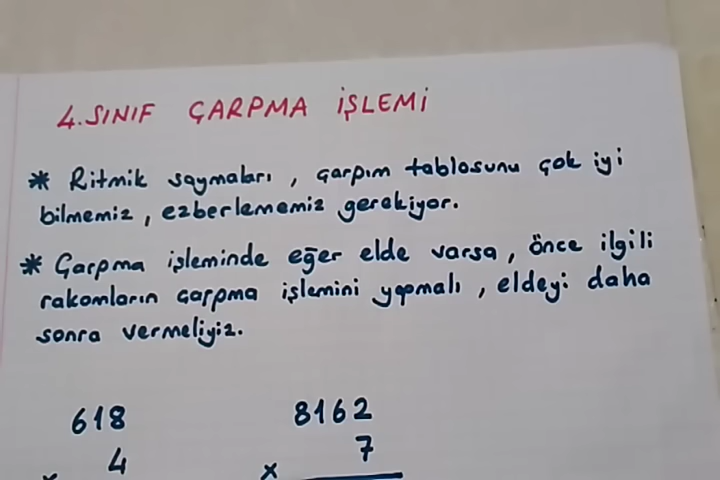 4. SINIF ÇARPMA İŞLEMİ
* Ritmik saymaları, çarpım tablosunu çok iyi
bilmemiz, ezberlememiz gerekiyor.
* Çarpma işleminde eğer elde varsa, önce ilgili
rakamların çarpma işlemini yapmalı, eldeyi daha
sonra vermeliyiz.
618 8162
x 4 x 7